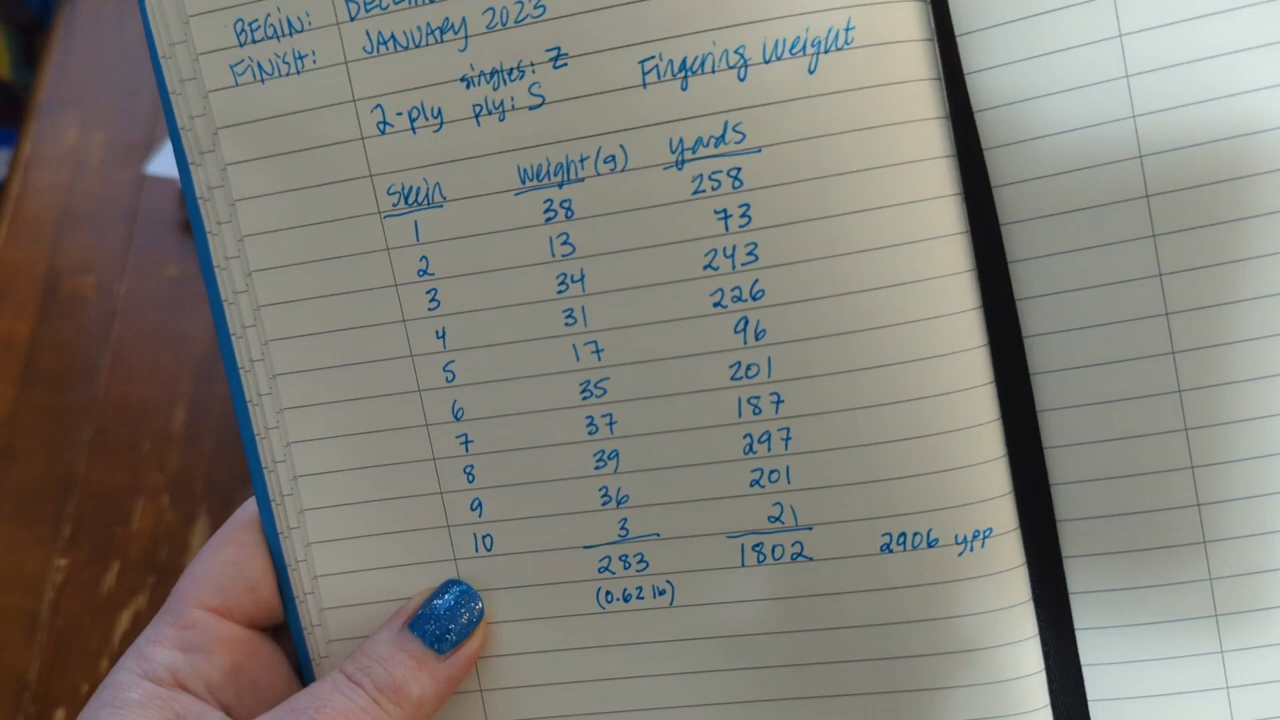 BEGIN:
FINISH: JANUARY 2023
singles: Z
2-ply ply: S Fingering Weight
Skein Weight (g) yards
1 38 258
2 13 73
3 34 243
4 31 226
5 17 96
6 35 201
7 37 187
8 39 297
9 36 201
10 3 21
283 1802 2906 ypp
(0.62 lb)